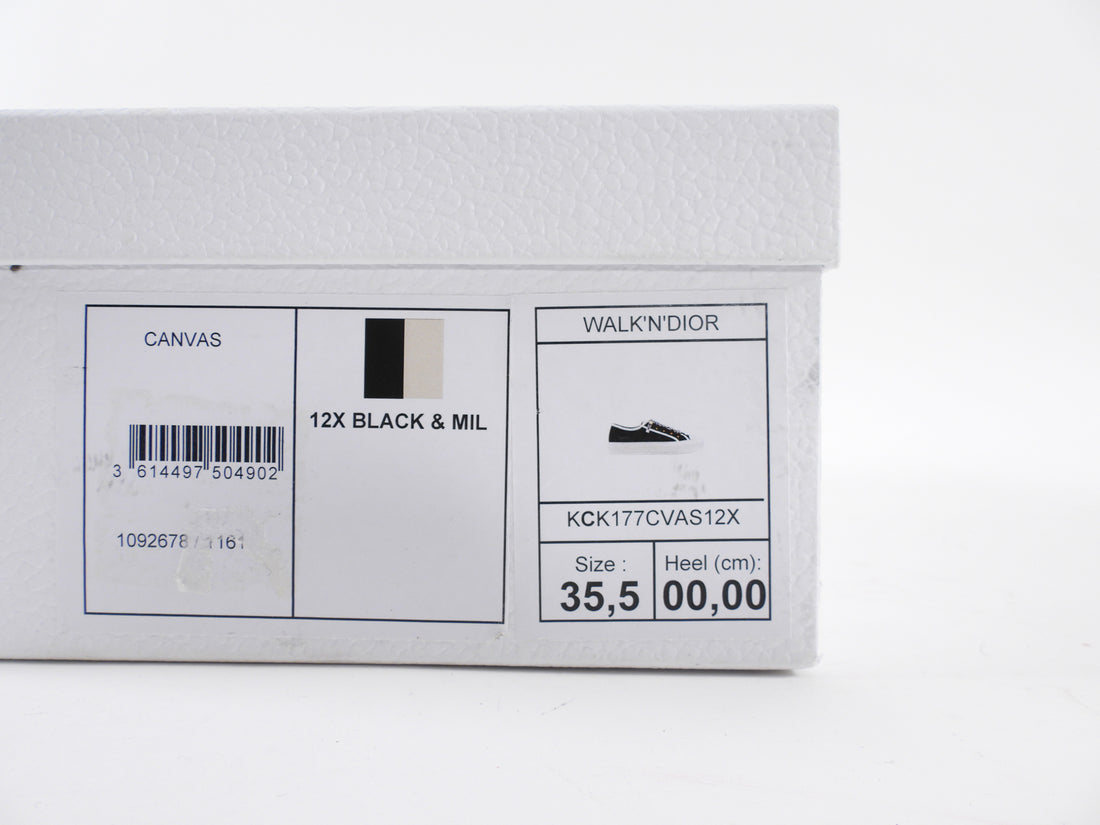 CANVAS
3 614497 504902
1092678 / 1161
12X BLACK & MIL
WALK'N'DIOR
KCK177CVAS12X
Size :
35,5
Heel (cm):
00,00